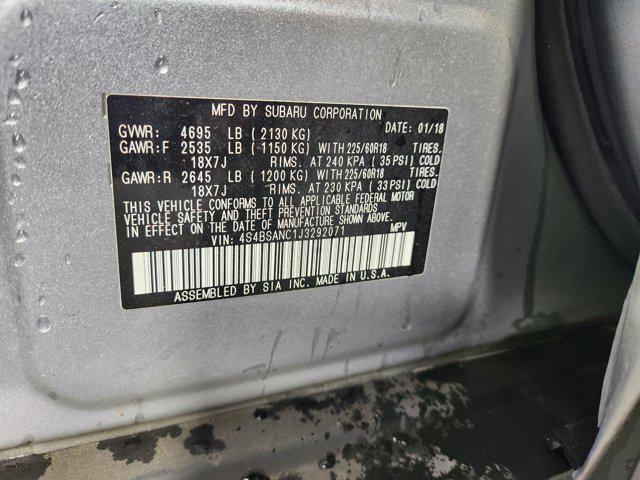 MFD BY SUBARU CORPORATION
GVWR: 4695 LB (2130 KG) DATE: 01/18
GAWR:F 2535 LB (1150 KG) WITH 225/60R18 TIRES.
18X7J RIMS. AT 240 KPA (35 PSI) COLD
GAWR:R 2645 LB (1200 KG) WITH 225/60R18 TIRES.
18X7J RIMS. AT 230 KPA (33 PSI) COLD
THIS VEHICLE CONFORMS TO ALL APPLICABLE FEDERAL MOTOR
VEHICLE SAFETY AND THEFT PREVENTION STANDARDS
IN EFFECT ON THE DATE OF MANUFACTURE SHOWN ABOVE.
VIN: 4S4BSANC1J3292071 MPV
ASSEMBLED BY SIA INC. MADE IN U.S.A.